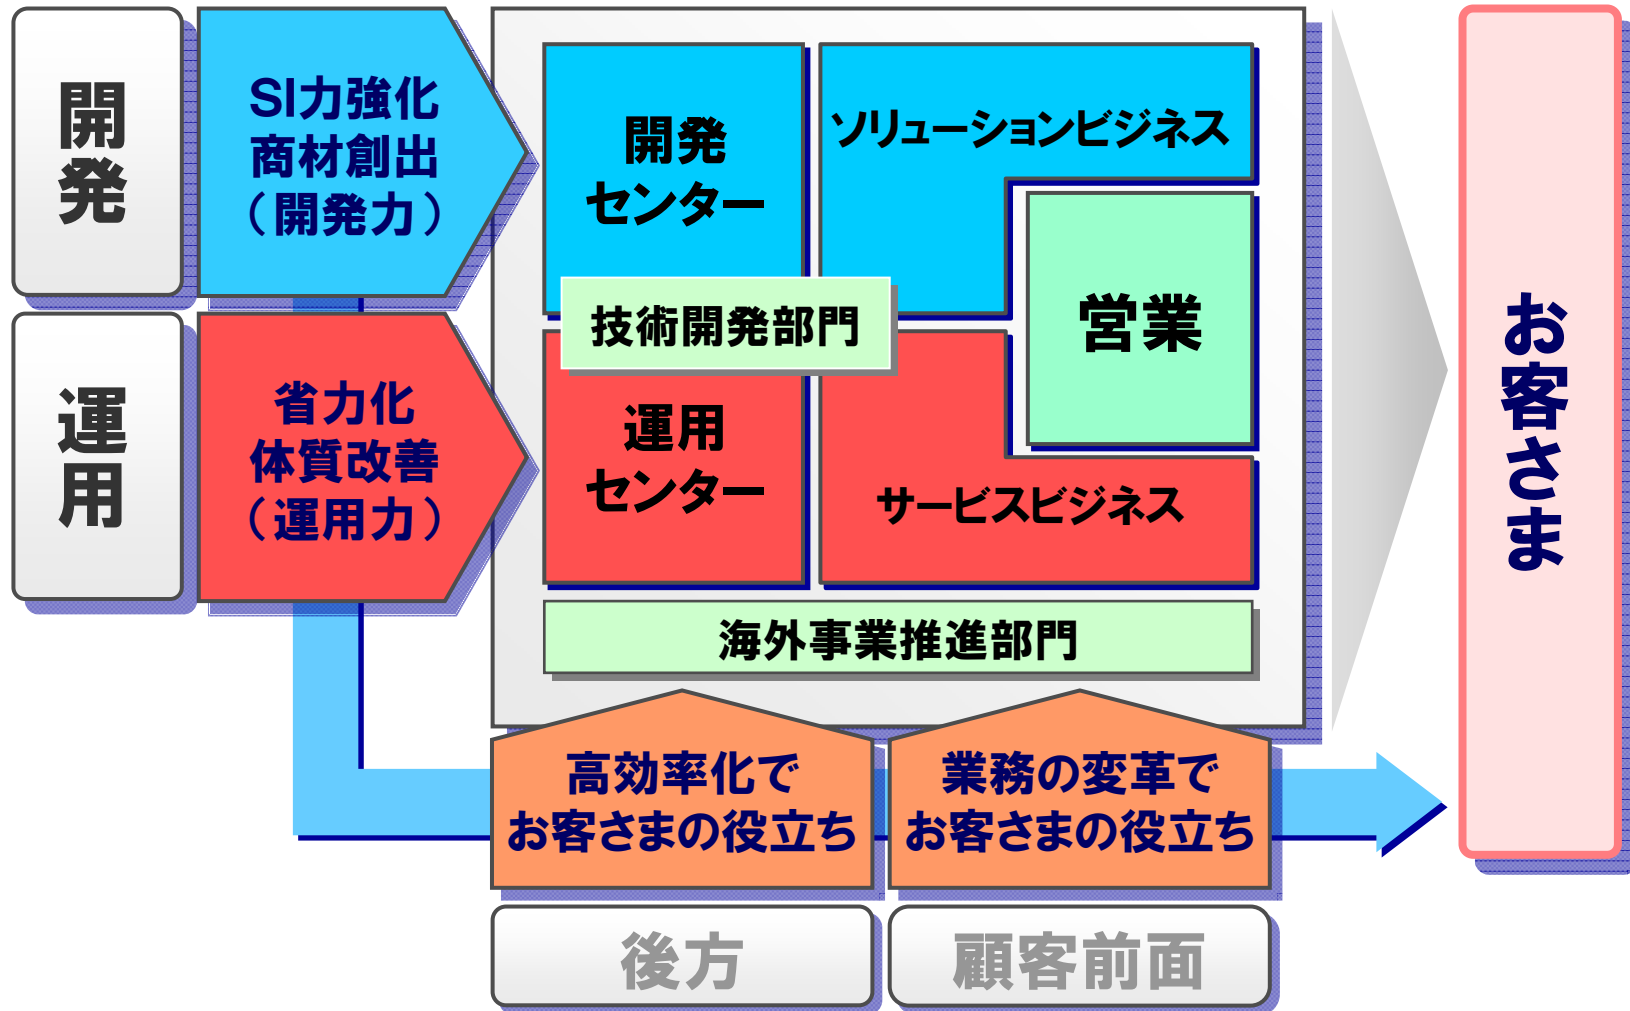 開発
SI力強化
商材創出
（開発力）
運用
省力化
体質改善
（運用力）
開発
センター
ソリューションビジネス
営業
技術開発部門
運用
センター
サービスビジネス
海外事業推進部門
高効率化で
お客さまの役立ち
業務の変革で
お客さまの役立ち
後方
顧客前面
お客さま